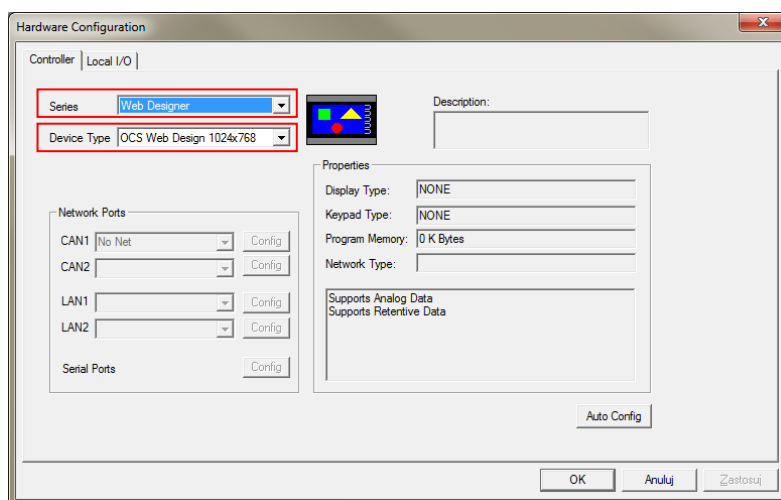 Hardware Configuration
Controller
Local I/O
Series
Web Designer
Device Type
OCS Web Design 1024x768
Description:
Properties
Display Type:
NONE
Keypad Type:
NONE
Program Memory:
0 K Bytes
Network Type:
Supports Analog Data
Supports Retentive Data
Network Ports
CAN1
No Net
Config
CAN2
Config
LAN1
Config
LAN2
Config
Serial Ports
Config
Auto Config
OK
Anuluj
Zastosuj